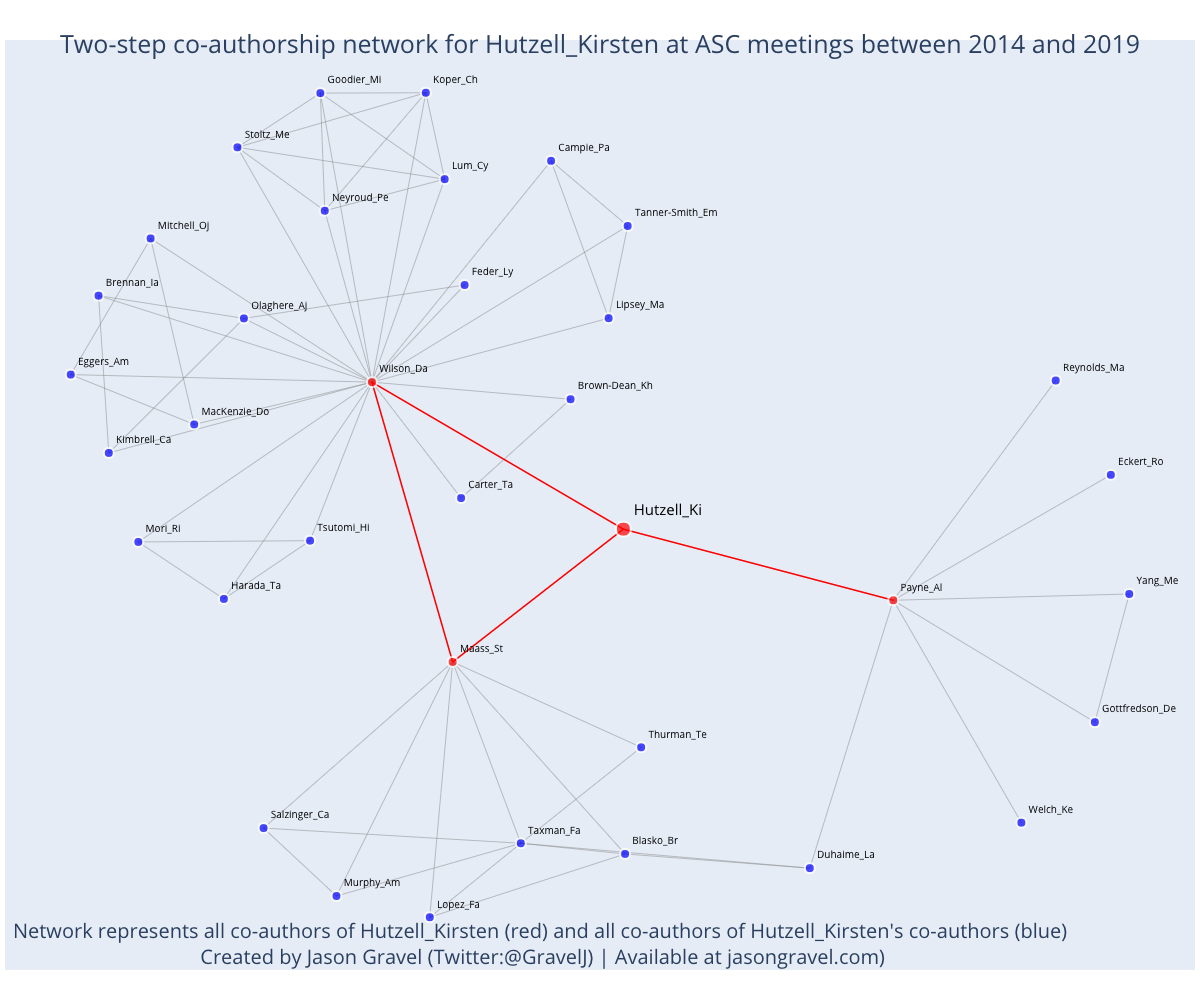 Two-step co-authorship network for Hutzell_Kirsten at ASC meetings between 2014 and 2019
Goodier_Mi
Koper_Ch
Stoltz_Me
Campie_Pa
Lum_Cy
Neyroud_Pe
Tanner-Smith_Em
Mitchell_Oj
Feder_Ly
Brennan_Ia
Olaghere_Aj
Lipsey_Ma
Eggers_Am
Wilson_Da
Reynolds_Ma
Brown-Dean_Kh
MacKenzie_Do
Kimbrell_Ca
Eckert_Ro
Carter_Ta
Hutzell_Ki
Mori_Ri
Tsutomi_Hi
Yang_Me
Harada_Ta
Payne_Al
Maass_St
Gottfredson_De
Thurman_Te
Welch_Ke
Salzinger_Ca
Taxman_Fa
Blasko_Br
Duhaime_La
Murphy_Am
Lopez_Fa
Network represents all co-authors of Hutzell_Kirsten (red) and all co-authors of Hutzell_Kirsten's co-authors (blue)
Created by Jason Gravel (Twitter:@GravelJ) | Available at jasongravel.com)